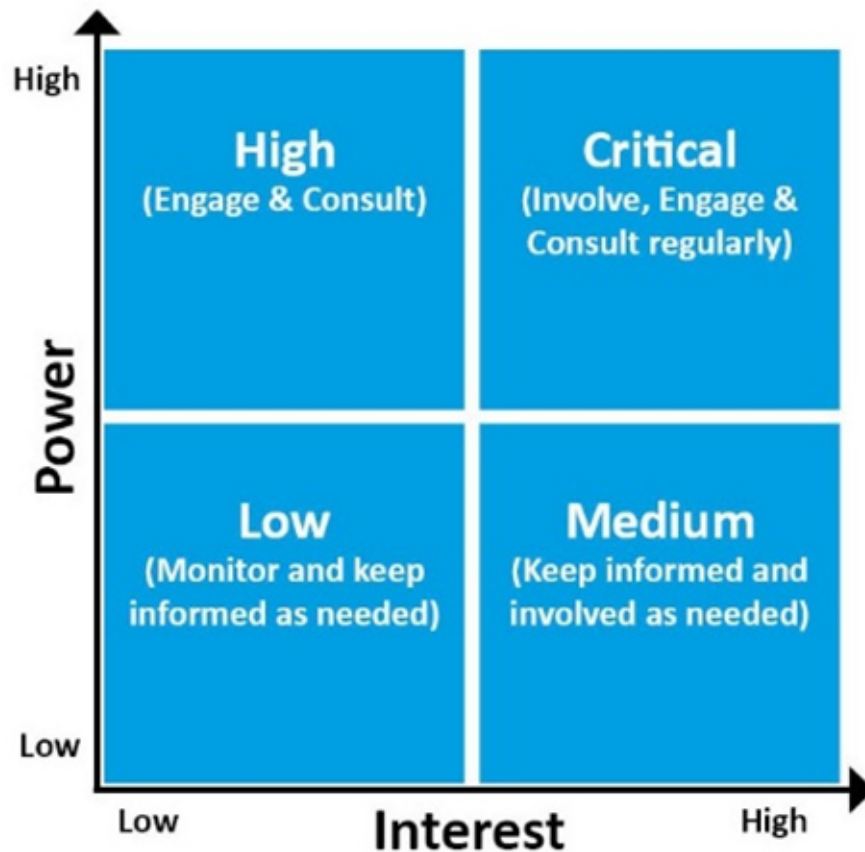 High
High
(Engage & Consult)
Critical
(Involve, Engage &
Consult regularly)
Power
Low
(Monitor and keep
informed as needed)
Medium
(Keep informed and
involved as needed)
Low
Low
Interest
High